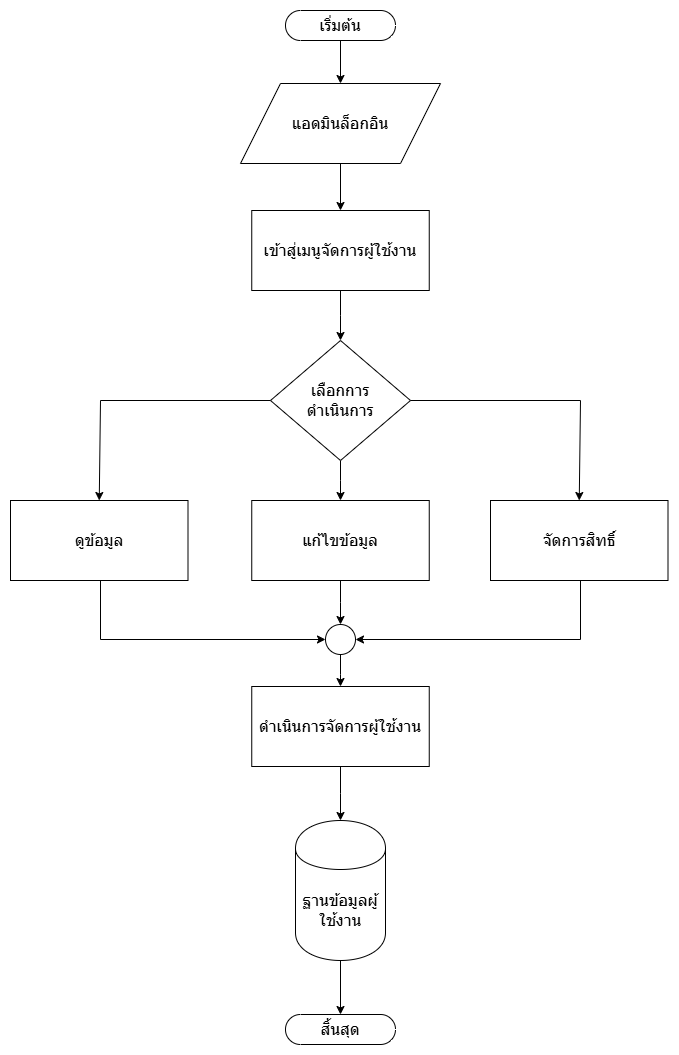 เริ่มต้น
แอดมินล็อกอิน
เข้าสู่เมนูจัดการผู้ใช้งาน
เลือกการ
ดำเนินการ
ดูข้อมูล
แก้ไขข้อมูล
จัดการสิทธิ์
ดำเนินการจัดการผู้ใช้งาน
ฐานข้อมูลผู้
ใช้งาน
สิ้นสุด